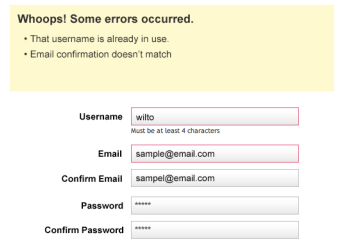 Whoops! Some errors occurred.
• That username is already in use.
• Email confirmation doesn't match
Username wilto
Must be at least 4 characters
Email sample@email.com
Confirm Email sampel@email.com
Password *****
Confirm Password *****